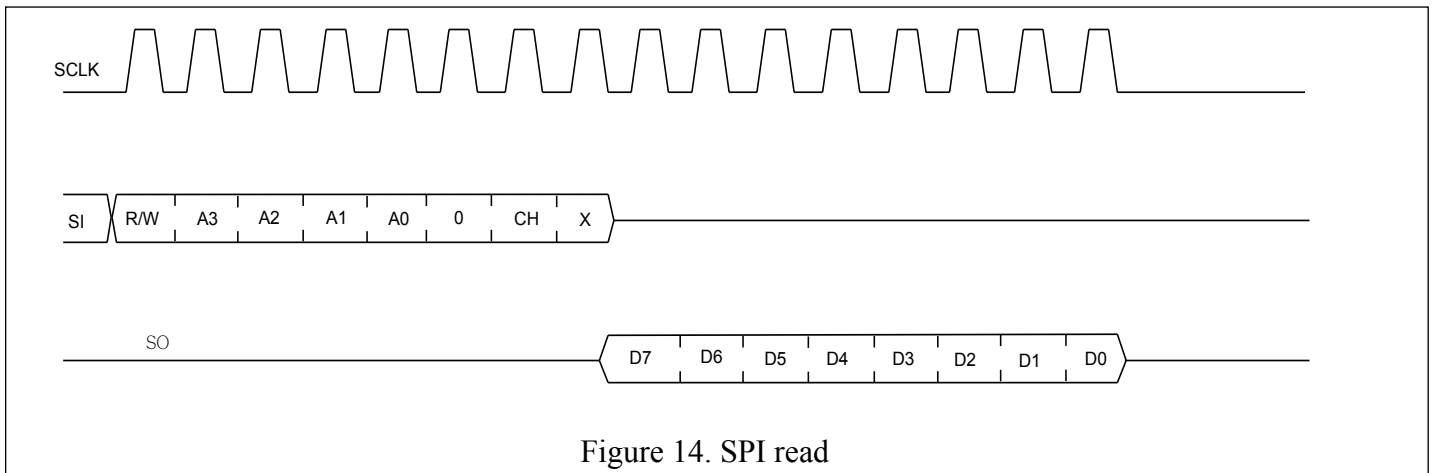 SCLK
SI R/W A3 A2 A1 A0 0 CH X
SO
D7 D6 D5 D4 D3 D2 D1 D0
Figure 14. SPI read